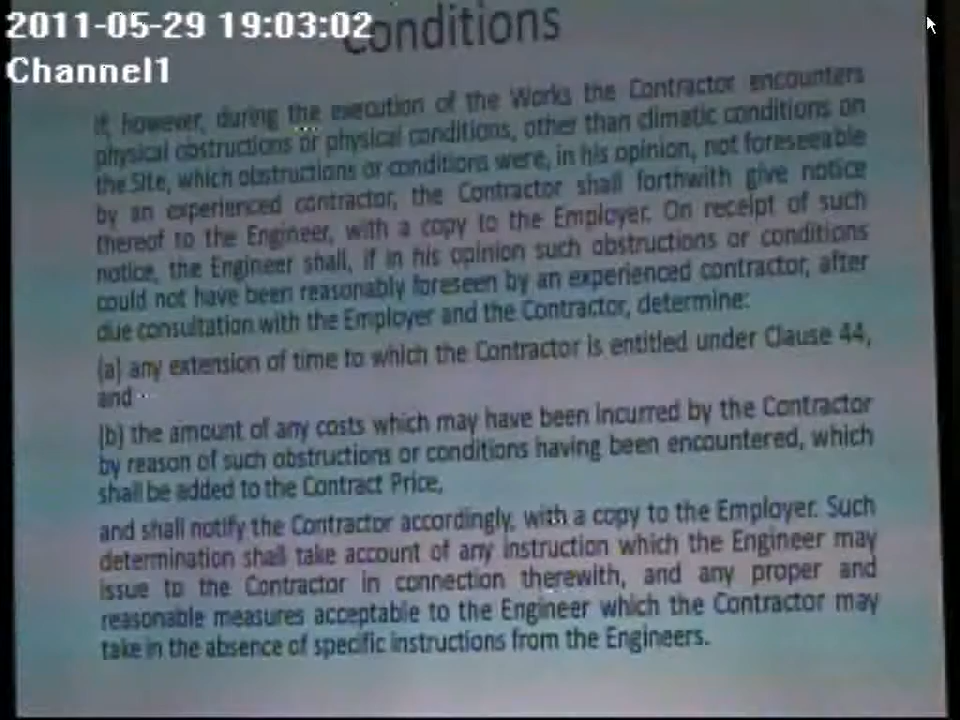 2011-05-29 19:03:02
Channel1
Conditions
If, however, during the execution of the Works the Contractor encounters
physical obstructions or physical conditions, other than climatic conditions on
the Site, which obstructions or conditions were, in his opinion, not foreseeable
by an experienced contractor, the Contractor shall forthwith give notice
thereof to the Engineer, with a copy to the Employer. On receipt of such
notice, the Engineer shall, if in his opinion such obstructions or conditions
could not have been reasonably foreseen by an experienced contractor, after
due consultation with the Employer and the Contractor, determine:
(a) any extension of time to which the Contractor is entitled under Clause 44,
and
(b) the amount of any costs which may have been incurred by the Contractor
by reason of such obstructions or conditions having been encountered, which
shall be added to the Contract Price,
and shall notify the Contractor accordingly, with a copy to the Employer. Such
determination shall take account of any instruction which the Engineer may
issue to the Contractor in connection therewith, and any proper and
reasonable measures acceptable to the Engineer which the Contractor may
take in the absence of specific instructions from the Engineers.